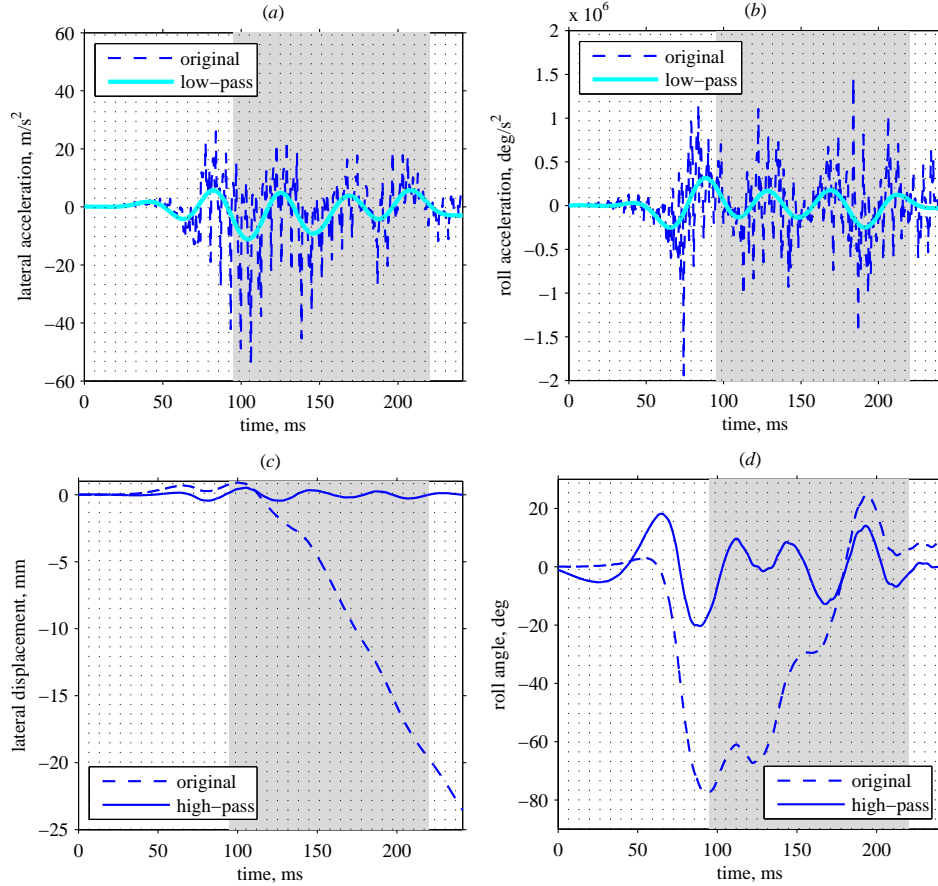 (a)
60
40
20
0
−20
−40
−60
0 50 100 150 200
lateral acceleration, m/s²
time, ms
original
low−pass
(b)
x 10⁶
2
1.5
1
0.5
0
−0.5
−1
−1.5
−2
0 50 100 150 200
roll acceleration, deg/s²
time, ms
original
low−pass
(c)
0
−5
−10
−15
−20
−25
0 50 100 150 200
lateral displacement, mm
time, ms
original
high−pass
(d)
20
0
−20
−40
−60
−80
0 50 100 150 200
roll angle, deg
time, ms
original
high−pass